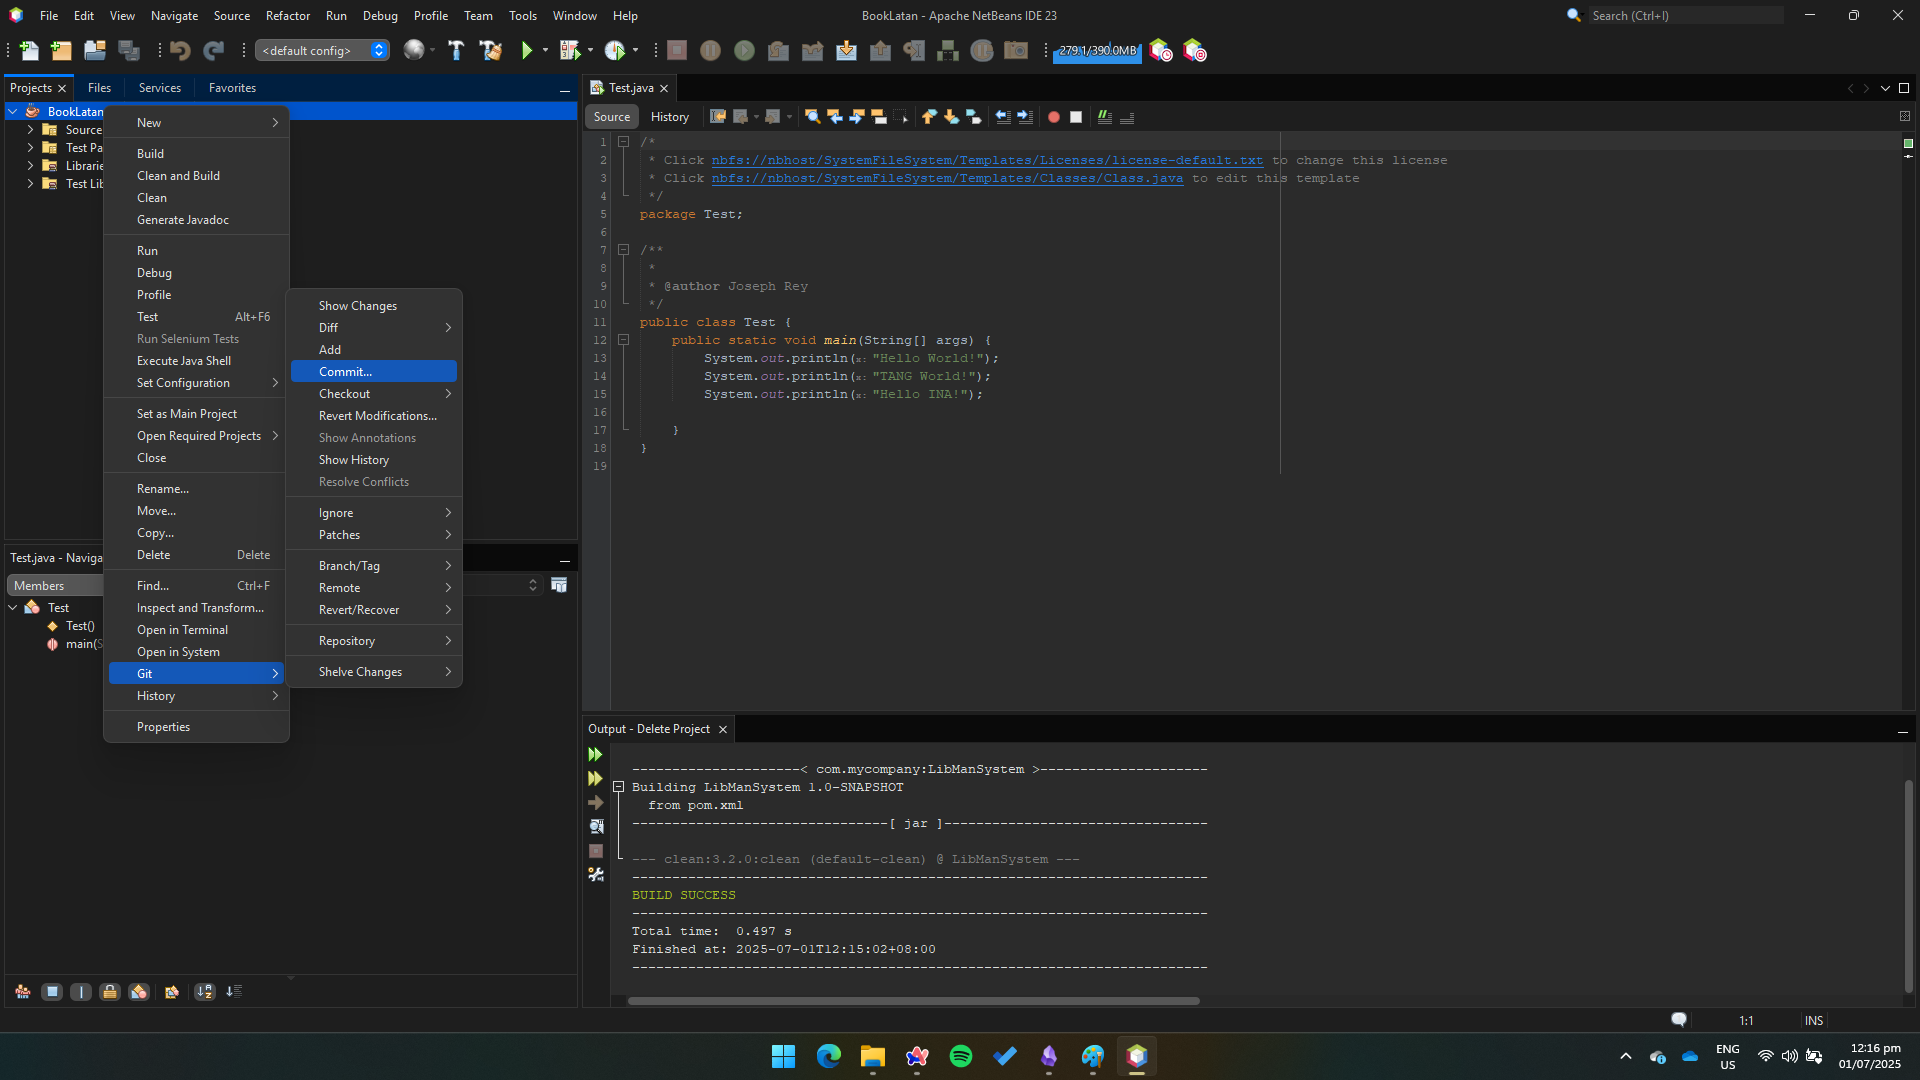 File Edit View Navigate Source Refactor Run Debug Profile Team Tools Window Help
BookLatan - Apache NetBeans IDE 23
Search (Ctrl+I)
<default config>
279.1/390.0MB
Projects
Files
Services
Favorites
BookLatan
Source
Test Pa
Librarie
Test Lib
New
Build
Clean and Build
Clean
Generate Javadoc
Run
Debug
Profile
Test Alt+F6
Run Selenium Tests
Execute Java Shell
Set Configuration
Set as Main Project
Open Required Projects
Close
Rename...
Move...
Copy...
Delete Delete
Find... Ctrl+F
Inspect and Transform...
Open in Terminal
Open in System
Git
History
Properties
Show Changes
Diff
Add
Commit...
Checkout
Revert Modifications...
Show Annotations
Show History
Resolve Conflicts
Ignore
Patches
Branch/Tag
Remote
Revert/Recover
Repository
Shelve Changes
Test.java - Naviga
Members
Test
Test()
main(S
Test.java
Source
History
1 /*
2 * Click nbfs://nbhost/SystemFileSystem/Templates/Licenses/license-default.txt to change this license
3 * Click nbfs://nbhost/SystemFileSystem/Templates/Classes/Class.java to edit this template
4 */
5 package Test;
6
7 /**
8 *
9 * @author Joseph Rey
10 */
11 public class Test {
12 public static void main(String[] args) {
13 System.out.println(x: "Hello World!");
14 System.out.println(x: "TANG World!");
15 System.out.println(x: "Hello INA!");
16
17 }
18 }
19
Output - Delete Project
---------------------< com.mycompany:LibManSystem >---------------------
Building LibManSystem 1.0-SNAPSHOT
from pom.xml
--------------------------------[ jar ]---------------------------------
--- clean:3.2.0:clean (default-clean) @ LibManSystem ---
------------------------------------------------------------------------
BUILD SUCCESS
------------------------------------------------------------------------
Total time: 0.497 s
Finished at: 2025-07-01T12:15:02+08:00
------------------------------------------------------------------------
1:1
INS
ENG
US
12:16 pm
01/07/2025